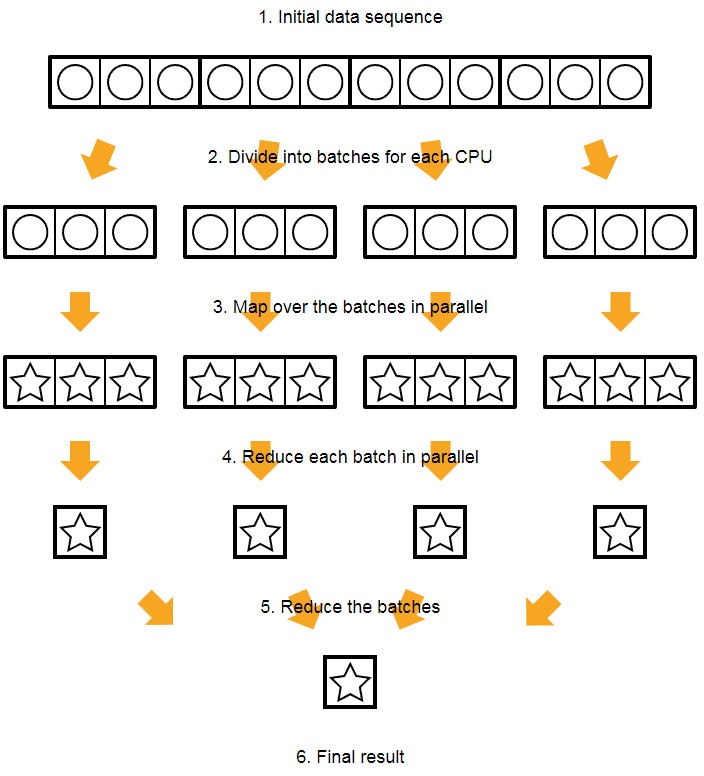 1. Initial data sequence
2. Divide into batches for each CPU
3. Map over the batches in parallel
4. Reduce each batch in parallel
5. Reduce the batches
6. Final result